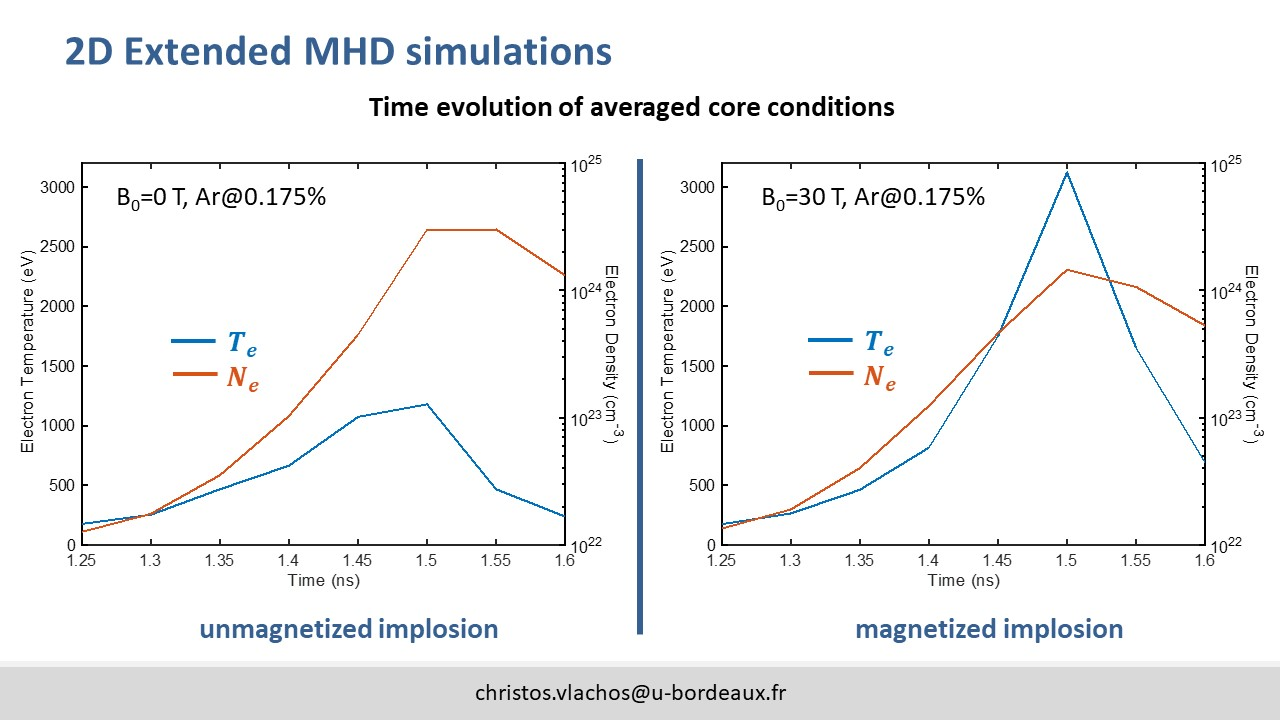 2D Extended MHD simulations
Time evolution of averaged core conditions
B0=0 T, Ar@0.175%
Te
Ne
Electron Temperature (eV)
3000
2500
2000
1500
1000
500
0
10^25
10^24
10^23
10^22
Electron Density (cm-3)
1.25 1.3 1.35 1.4 1.45 1.5 1.55 1.6
Time (ns)
unmagnetized implosion
B0=30 T, Ar@0.175%
Te
Ne
Electron Temperature (eV)
3000
2500
2000
1500
1000
500
0
10^25
10^24
10^23
10^22
Electron Density (cm-3)
1.25 1.3 1.35 1.4 1.45 1.5 1.55 1.6
Time (ns)
magnetized implosion
christos.vlachos@u-bordeaux.fr